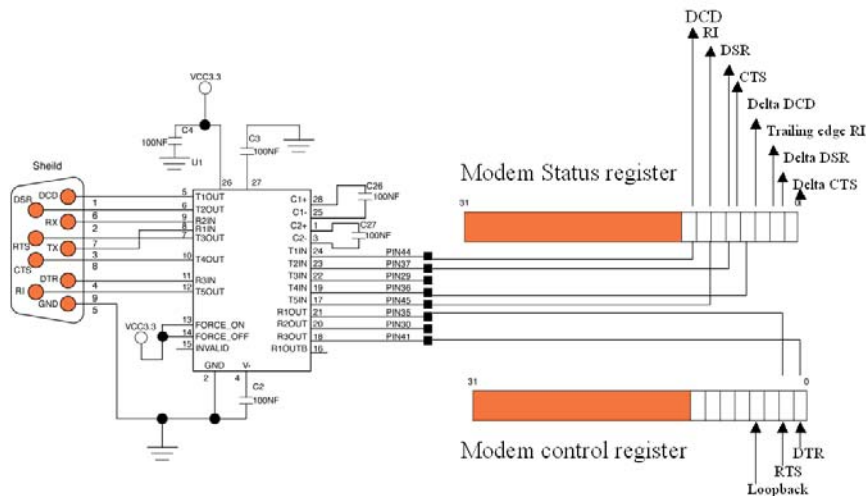 DCD
RI
DSR
CTS
Delta DCD
Trailing edge RI
Delta DSR
Delta CTS
Modem Status register
31
0
VCC3.3
C4
100NF
C3
100NF
U1
26
27
Sheild
DSR
DCD
RX
RTS
TX
CTS
DTR
RI
GND
1
6
2
7
3
8
4
9
5
5 T1OUT
6 T2OUT
9 R2IN
8 R1IN
7 T3OUT
10 T4OUT
11 R3IN
12 T5OUT
13 FORCE_ON
14 FORCE_OFF
15 INVALID
VCC3.3
GND
V-
2
4
C2
100NF
C1+ 28
C1- 25
C2+ 1
C2- 3
C26
100NF
C27
100NF
T1IN 24 PIN44
T2IN 23 PIN37
T3IN 22 PIN29
T4IN 19 PIN36
T5IN 17 PIN45
R1OUT 21 PIN35
R2OUT 20 PIN30
R3OUT 18 PIN41
R1OUTB 16
31
0
Modem control register
DTR
RTS
Loopback